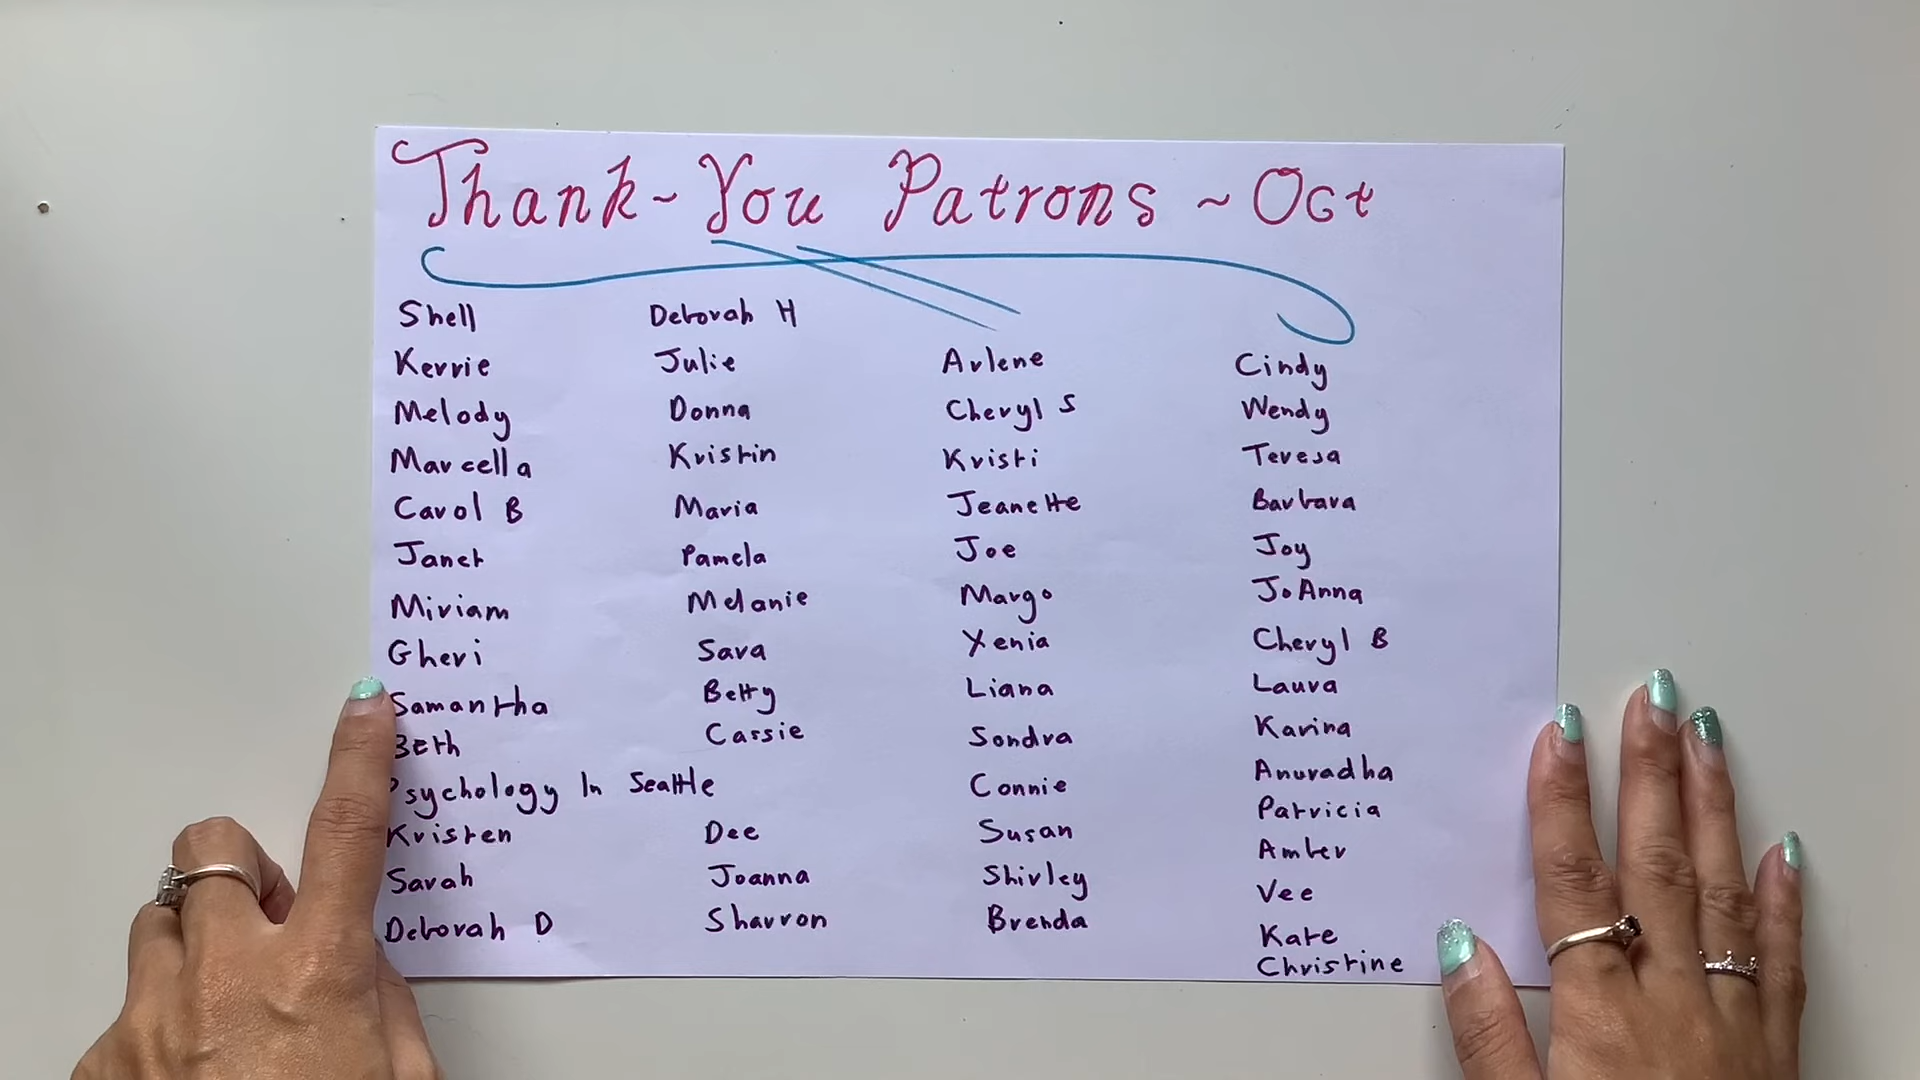 Thank-You Patrons ~ Oct
Shell
Kerrie
Melody
Marcella
Carol B
Janet
Miriam
Gheri
Samantha
Beth
Psychology In Seattle
Kristen
Sarah
Deborah D
Deborah H
Julie
Donna
Kristin
Maria
Pamela
Melanie
Sara
Betty
Cassie
Dee
Joanna
Sharron
Arlene
Cheryl S
Kristi
Jeanette
Joe
Margo
Xenia
Liana
Sondra
Connie
Susan
Shirley
Brenda
Cindy
Wendy
Teresa
Barbara
Joy
JoAnna
Cheryl B
Laura
Karina
Anuradha
Patricia
Amber
Vee
Kate
Christine